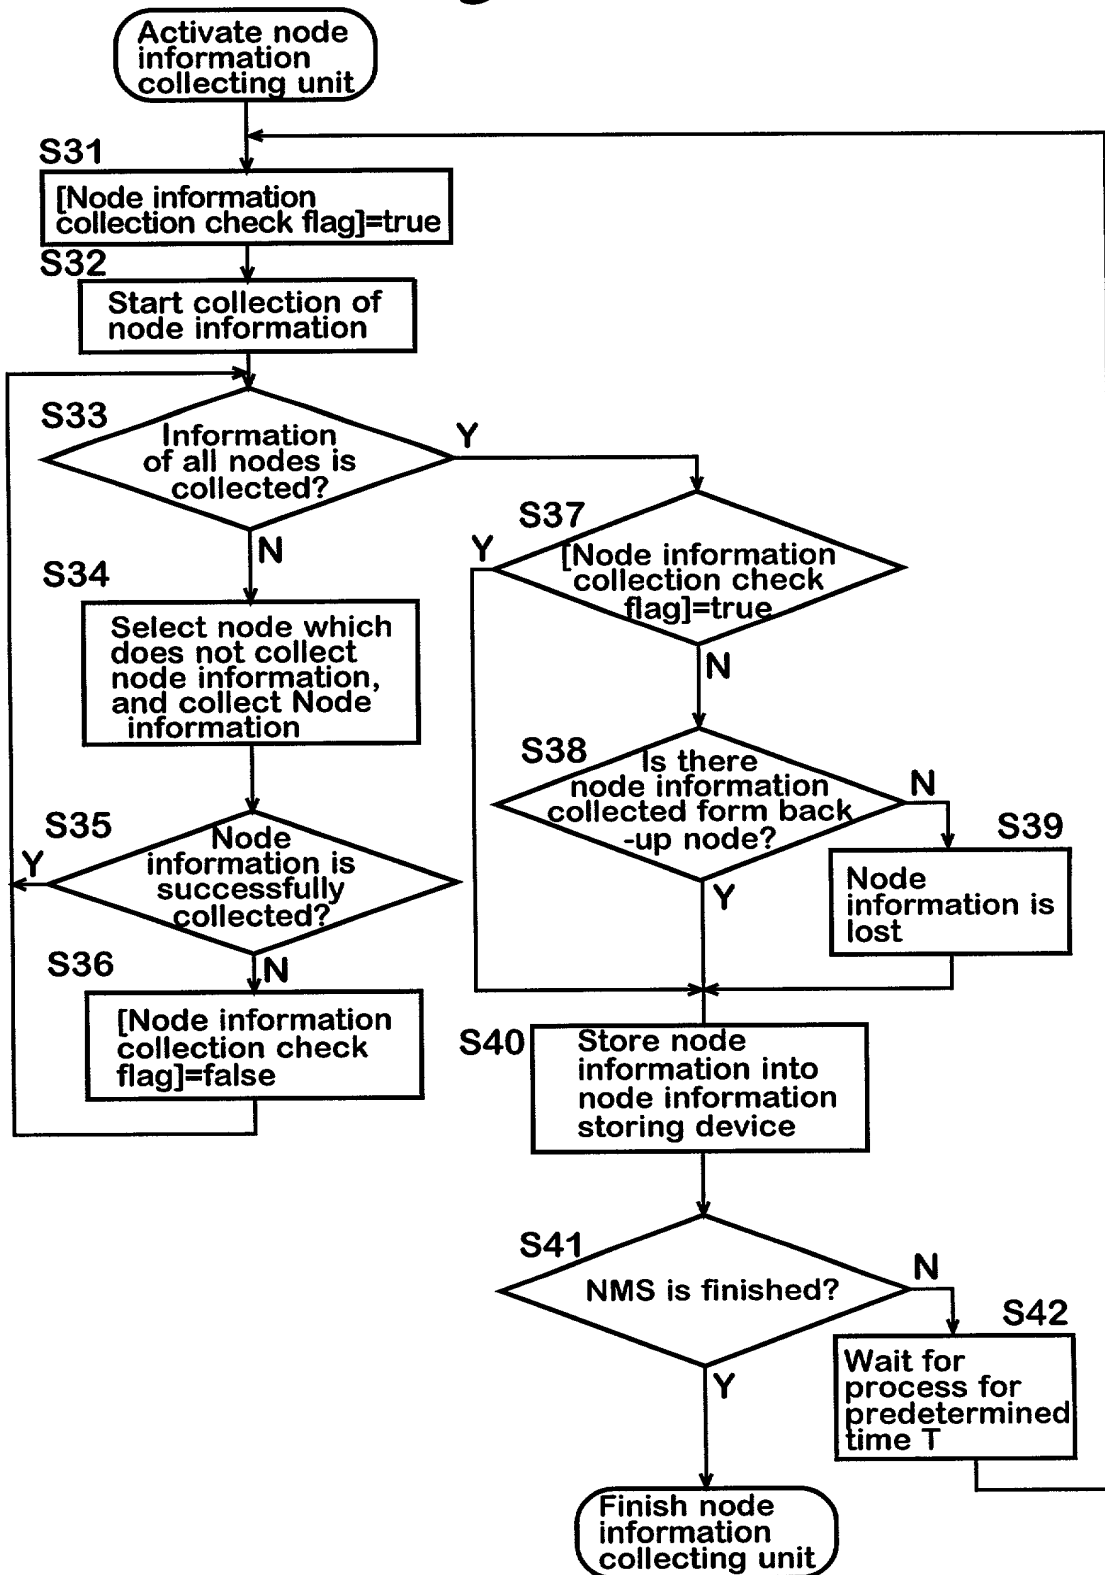 Activate node
information
collecting unit
S31
[Node information
collection check flag]=true
S32
Start collection of
node information
S33
Information
of all nodes is
collected?
Y
N
S34
Select node which
does not collect
node information,
and collect Node
information
S35
Node
information is
successfully
collected?
Y
N
S36
[Node information
collection check
flag]=false
S37
[Node information
collection check
flag]=true
Y
N
S38
Is there
node information
collected form back
-up node?
N
Y
S39
Node
information is
lost
S40
Store node
information into
node information
storing device
S41
NMS is finished?
N
Y
S42
Wait for
process for
predetermined
time T
Finish node
information
collecting unit